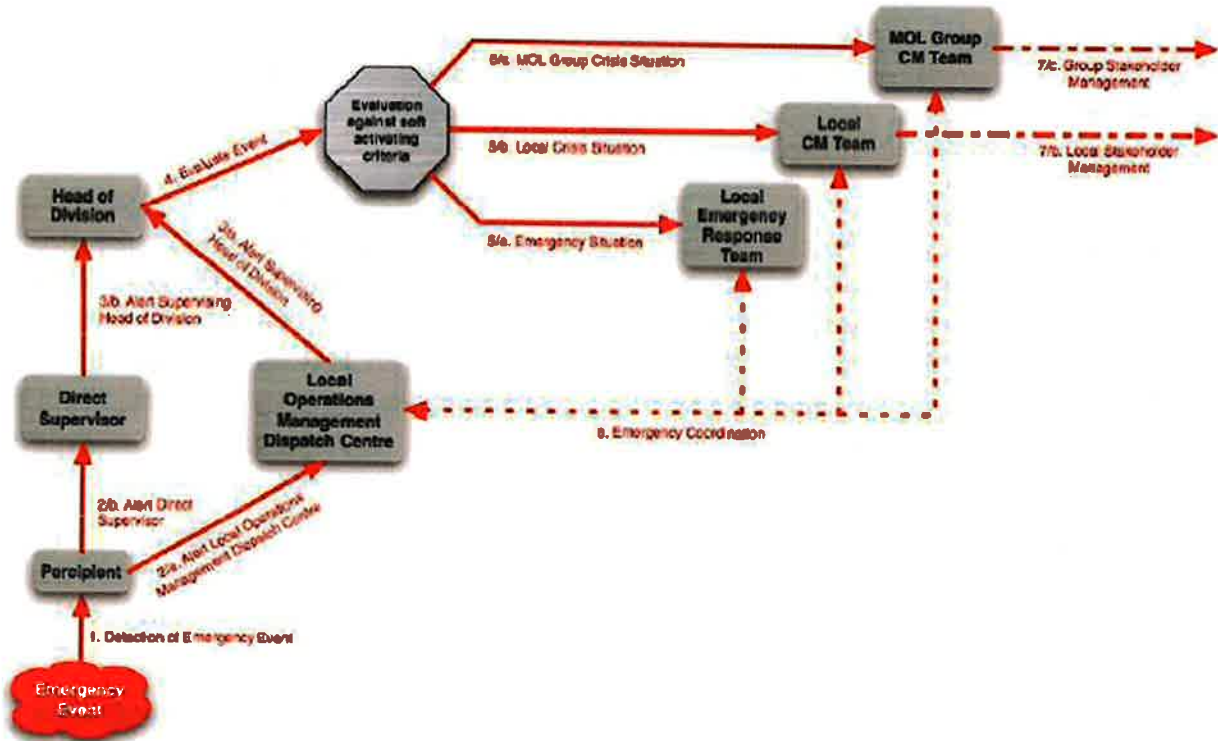 MOL Group
CM Team
5/c. MOL Group Crisis Situation
7/c. Group Stakeholder
Management
Evaluation
against soft
activating
criteria
Local
CM Team
5/b. Local Crisis Situation
7/b. Local Stakeholder
Management
4. Evaluate Event
Head of
Division
Local
Emergency
Response
Team
5/a. Emergency Situation
3/a. Alert Supervising
Head of Division
3/b. Alert Supervising
Head of Division
Direct
Supervisor
Local
Operations
Management
Dispatch Centre
Emergency Coordination
2/b. Alert Direct
Supervisor
2/a. Alert Local Operations
Management Dispatch Centre
Percipient
1. Detection of Emergency Event
Emergency
Event